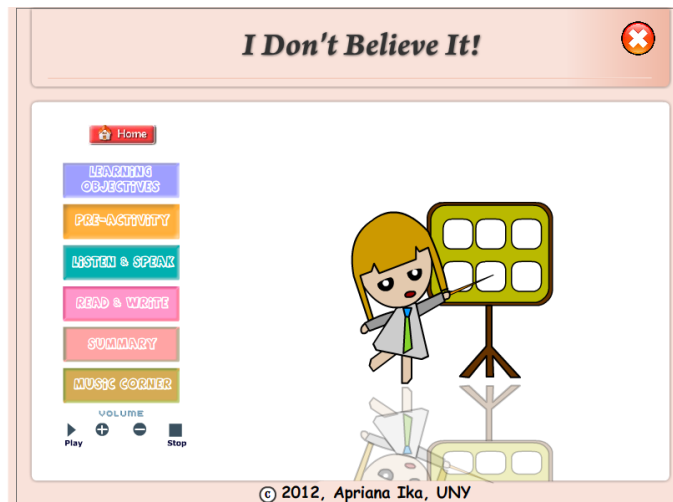 I Don't Believe It!
Home
LEARNING
OBJECTIVES
PRE-ACTIVITY
LISTEN & SPEAK
READ & WRITE
SUMMARY
MUSIC CORNER
VOLUME
Play Stop
© 2012, Apriana Ika, UNY